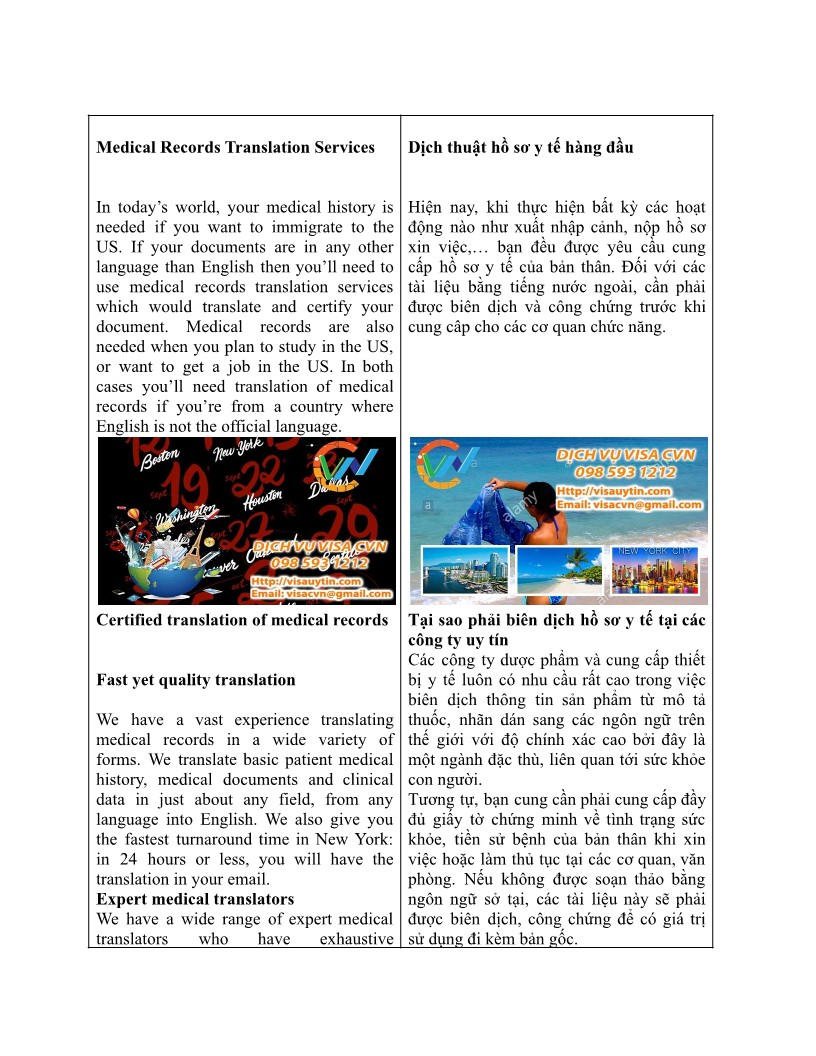 Medical Records Translation Services
In today’s world, your medical history is
needed if you want to immigrate to the
US. If your documents are in any other
language than English then you’ll need to
use medical records translation services
which would translate and certify your
document. Medical records are also
needed when you plan to study in the US,
or want to get a job in the US. In both
cases you’ll need translation of medical
records if you’re from a country where
English is not the official language.
Boston
New York
19
22
Sept
Dallas
Houston
Washington
29
DỊCH VỤ VISA CVN
098 593 1212
Http://visauytin.com
Email: visacvn@gmail.com
Certified translation of medical records
Fast yet quality translation
We have a vast experience translating
medical records in a wide variety of
forms. We translate basic patient medical
history, medical documents and clinical
data in just about any field, from any
language into English. We also give you
the fastest turnaround time in New York:
in 24 hours or less, you will have the
translation in your email.
Expert medical translators
We have a wide range of expert medical
translators who have exhaustive
Dịch thuật hồ sơ y tế hàng đầu
Hiện nay, khi thực hiện bất kỳ các hoạt
động nào như xuất nhập cảnh, nộp hồ sơ
xin việc,… bạn đều được yêu cầu cung
cấp hồ sơ y tế của bản thân. Đối với các
tài liệu bằng tiếng nước ngoài, cần phải
được biên dịch và công chứng trước khi
cung câp cho các cơ quan chức năng.
DỊCH VỤ VISA CVN
098 593 1212
Http://visauytin.com
Email: visacvn@gmail.com
a
alamy
NEW YORK CITY
Tại sao phải biên dịch hồ sơ y tế tại các
công ty uy tín
Các công ty dược phẩm và cung cấp thiết
bị y tế luôn có nhu cầu rất cao trong việc
biên dịch thông tin sản phẩm từ mô tả
thuốc, nhãn dán sang các ngôn ngữ trên
thế giới với độ chính xác cao bởi đây là
một ngành đặc thù, liên quan tới sức khỏe
con người.
Tương tự, bạn cung cần phải cung cấp đầy
đủ giấy tờ chứng minh về tình trạng sức
khỏe, tiền sử bệnh của bản thân khi xin
việc hoặc làm thủ tục tại các cơ quan, văn
phòng. Nếu không được soạn thảo bằng
ngôn ngữ sở tại, các tài liệu này sẽ phải
được biên dịch, công chứng để có giá trị
sử dụng đi kèm bản gốc.